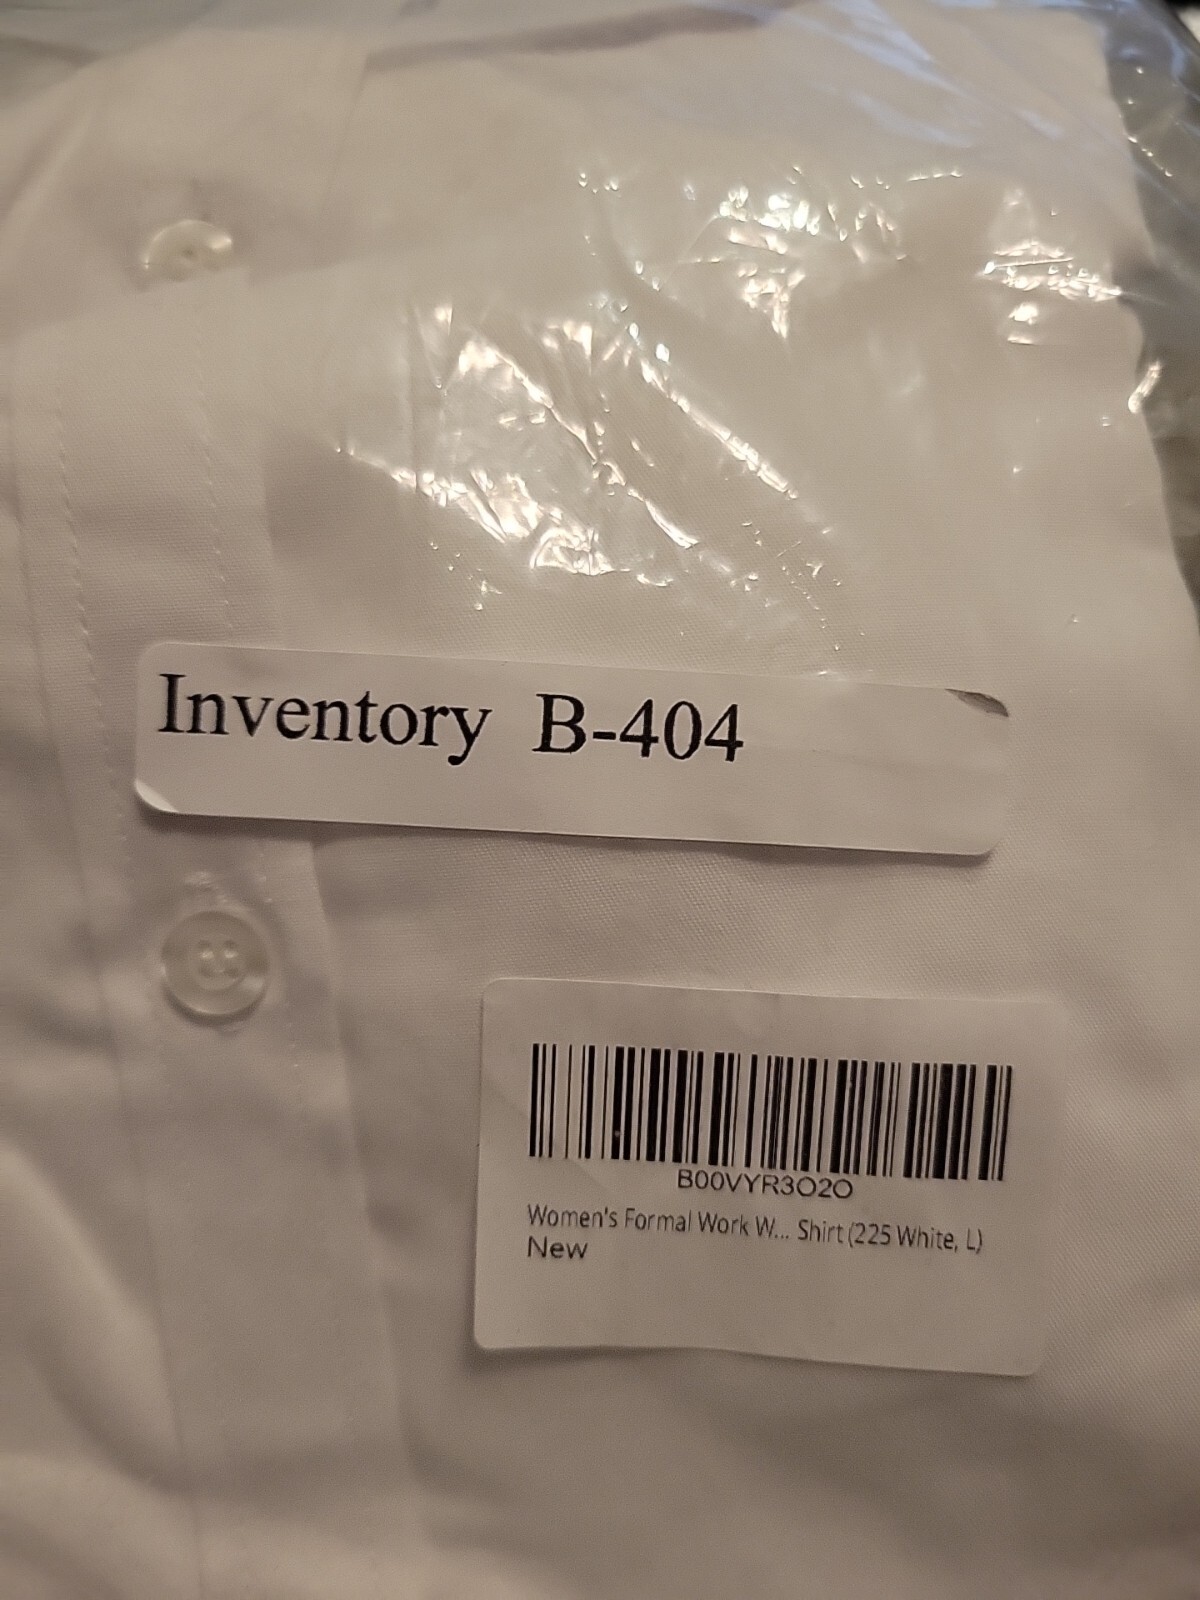 Inventory B-404
B00VYR3O2O
Women's Formal Work W... Shirt (225 White, L)
New